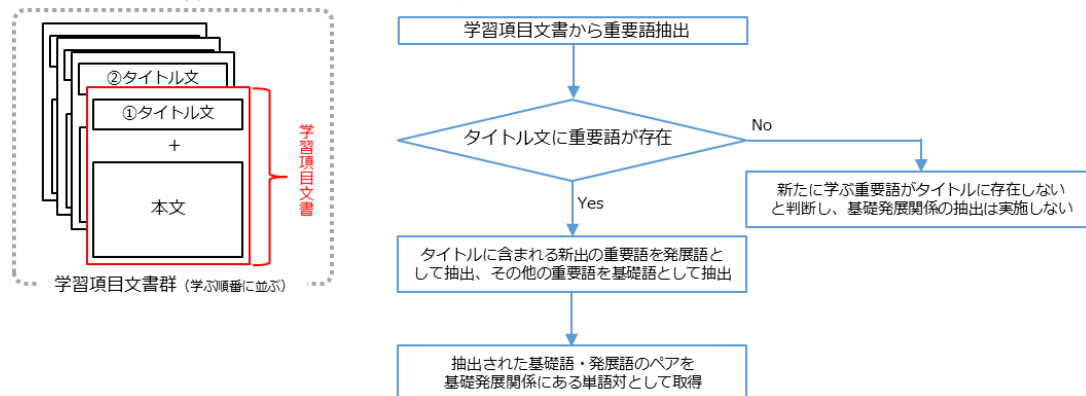 ②タイトル文
①タイトル文
+
本文
学習項目文書
学習項目文書群（学ぶ順番に並ぶ）
学習項目文書から重要語抽出
タイトル文に重要語が存在
No
Yes
新たに学ぶ重要語がタイトルに存在しない
と判断し、基礎発展関係の抽出は実施しない
タイトルに含まれる新出の重要語を発展語と
して抽出、その他の重要語を基礎語として抽出
抽出された基礎語・発展語のペアを
基礎発展関係にある単語対として取得